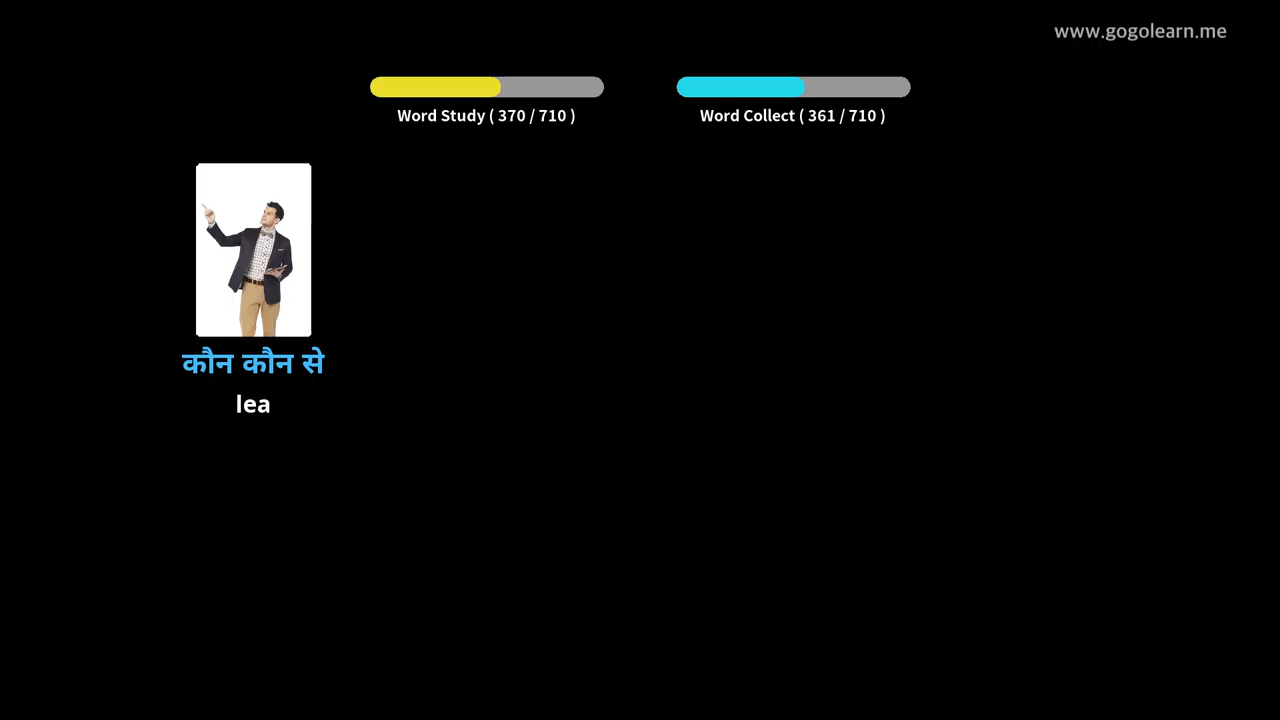 www.gogolearn.me
Word Study ( 370 / 710 )
Word Collect ( 361 / 710 )
कौन कौन से
lea